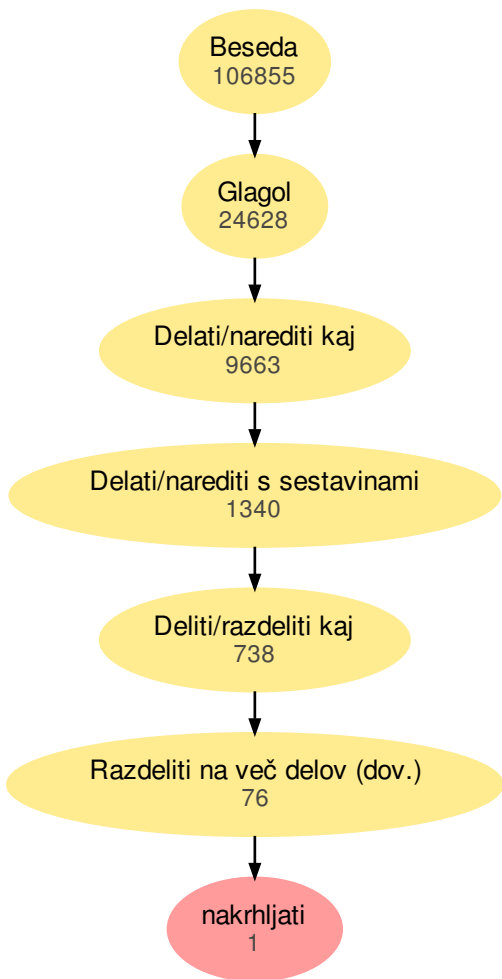 Beseda
106855
Glagol
24628
Delati/narediti kaj
9663
Delati/narediti s sestavinami
1340
Deliti/razdeliti kaj
738
Razdeliti na več delov (dov.)
76
nakrhljati
1